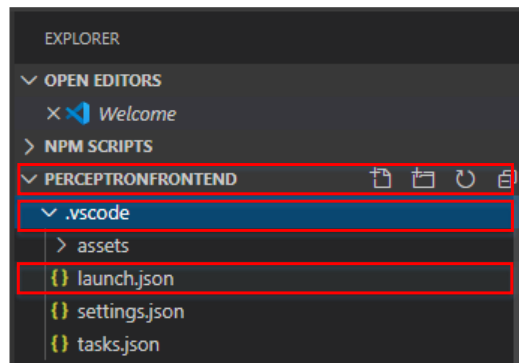 EXPLORER
OPEN EDITORS
Welcome
NPM SCRIPTS
PERCEPTRONFRONTEND
.vscode
assets
{} launch.json
{} settings.json
{} tasks.json